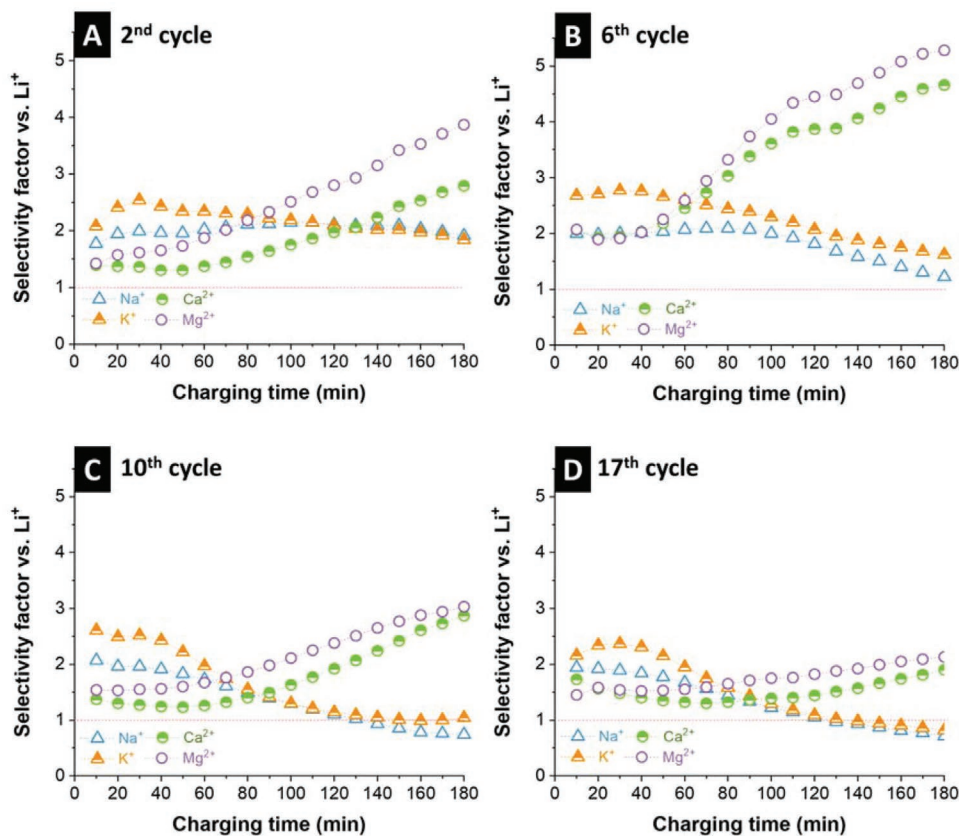 A 2nd cycle
Selectivity factor vs. Li+
5
4
3
2
1
0
Na+ Ca2+
K+ Mg2+
20 40 60 80 100 120 140 160 180
Charging time (min)
B 6th cycle
Selectivity factor vs. Li+
5
4
3
2
1
0
Na+ Ca2+
K+ Mg2+
20 40 60 80 100 120 140 160 180
Charging time (min)
C 10th cycle
Selectivity factor vs. Li+
5
4
3
2
1
0
Na+ Ca2+
K+ Mg2+
20 40 60 80 100 120 140 160 180
Charging time (min)
D 17th cycle
Selectivity factor vs. Li+
5
4
3
2
1
0
Na+ Ca2+
K+ Mg2+
0 20 40 60 80 100 120 140 160 180
Charging time (min)